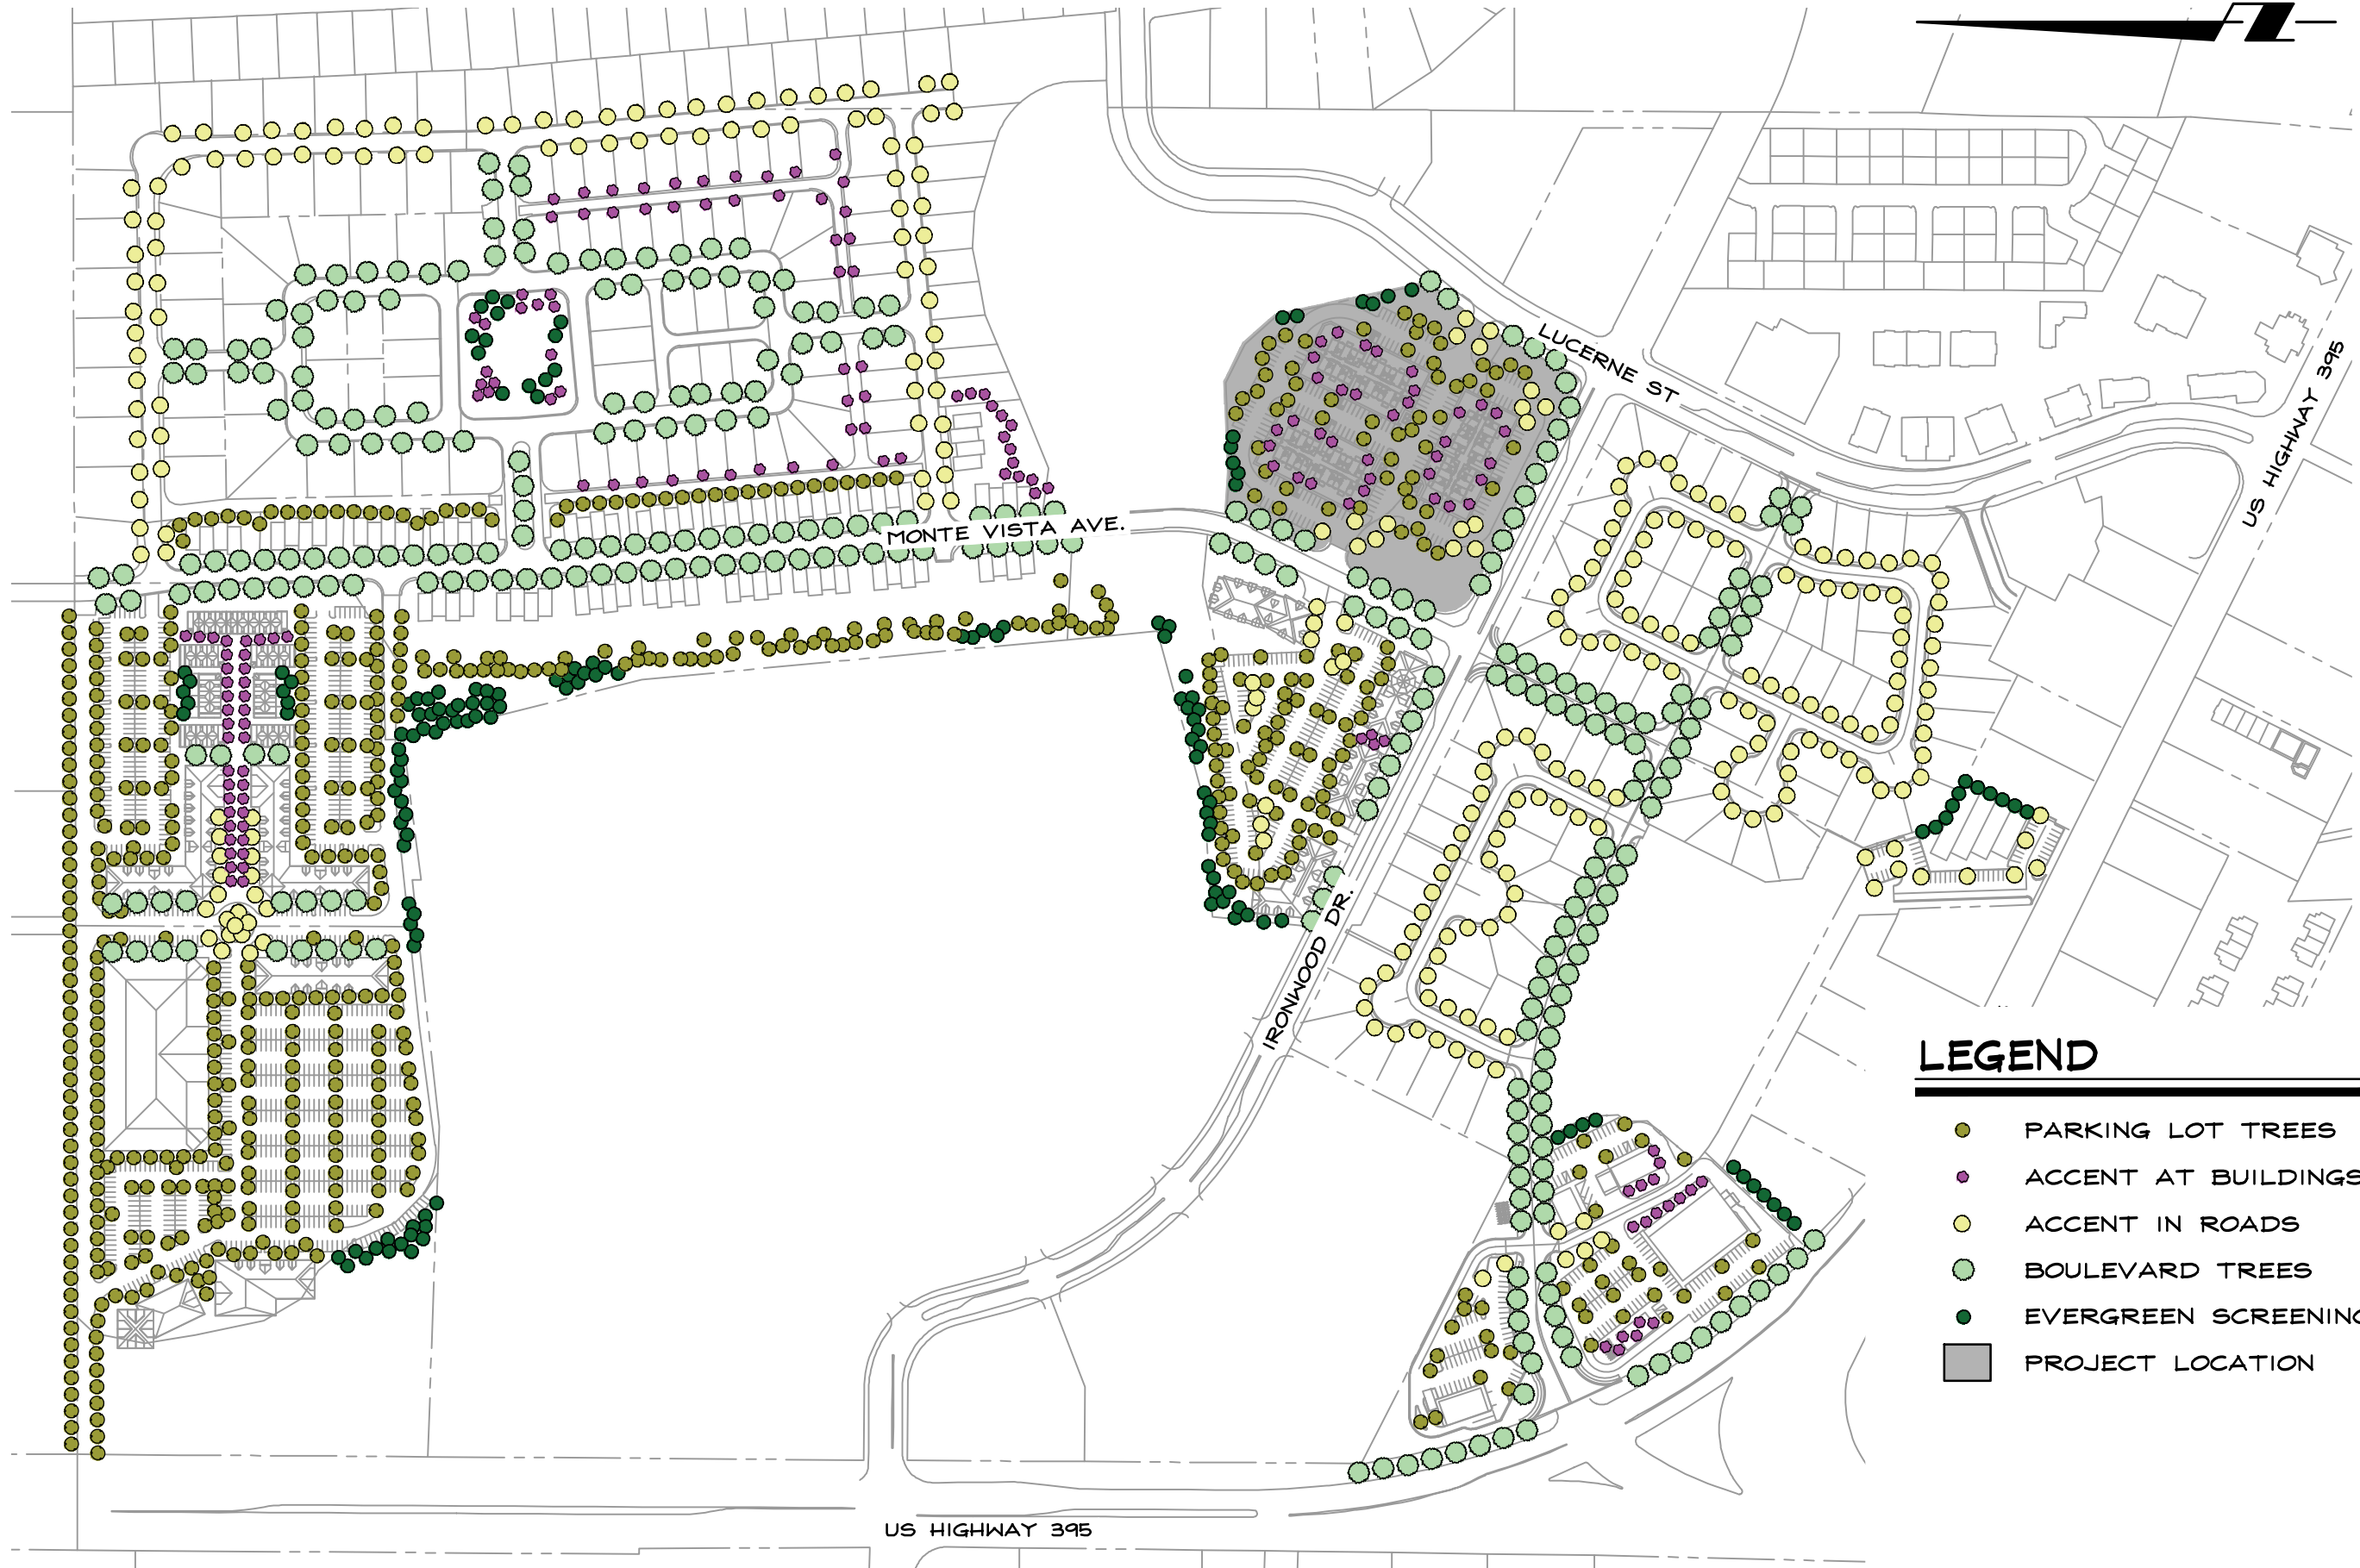 LUCERNE ST
US HIGHWAY 395
MONTE VISTA AVE.
IRONWOOD DR.
LEGEND
PARKING LOT TREES
ACCENT AT BUILDINGS
ACCENT IN ROADS
BOULEVARD TREES
EVERGREEN SCREENING
PROJECT LOCATION
US HIGHWAY 395